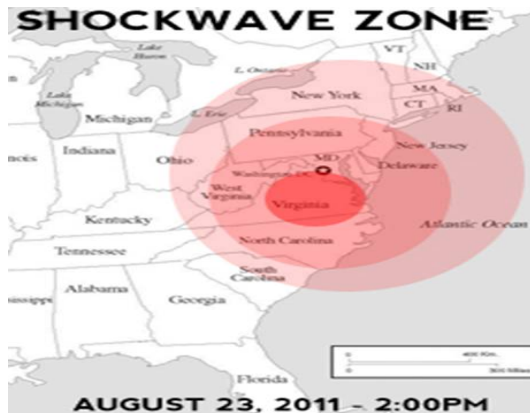 SHOCKWAVE ZONE
Lake
Huron
VT
NH
L. Ontario
Lake
Michigan
New York
MA
Michigan
CT
RI
L. Erie
Pennsylvania
New Jersey
Indiana
Ohio
MD
Delaware
West
Virginia
Virginia
Atlantic Ocean
Kentucky
North Carolina
Tennessee
South
Carolina
Alabama
Georgia
Florida
AUGUST 23, 2011 - 2:00PM